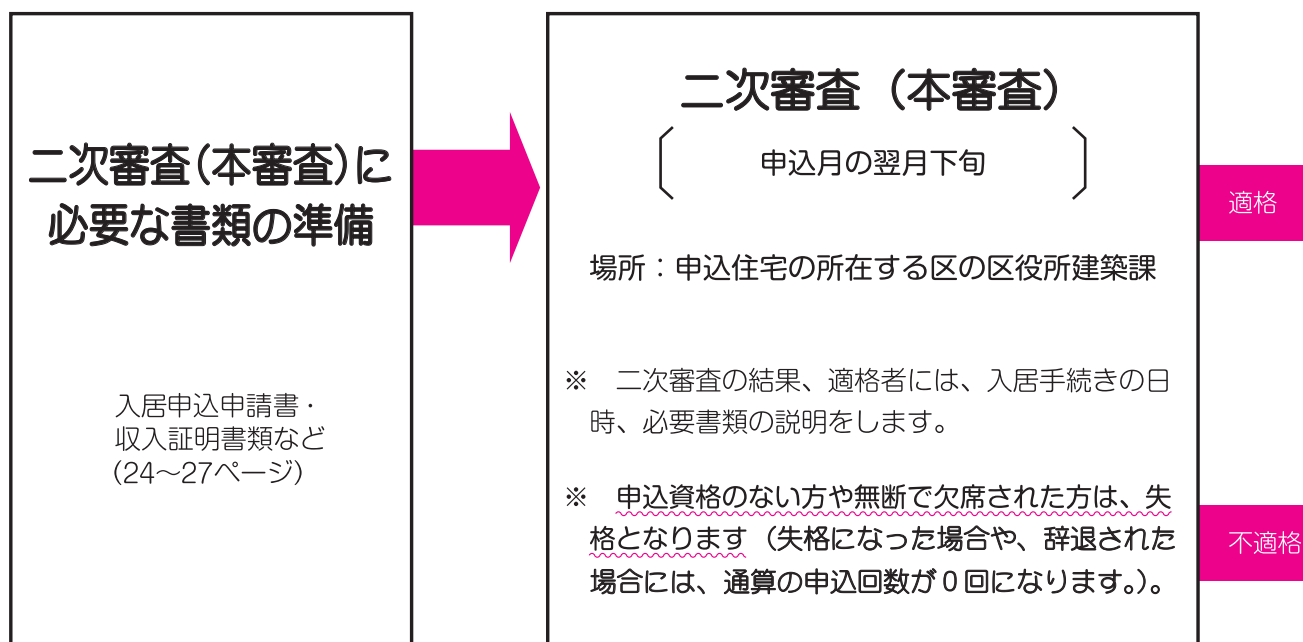 二次審査（本審査）に
必要な書類の準備
入居申込申請書・
収入証明書類など
（24～27ページ）
二次審査（本審査）
申込月の翌月下旬
場所：申込住宅の所在する区の区役所建築課
※　二次審査の結果、適格者には、入居手続きの日
時、必要書類の説明をします。
※　申込資格のない方や無断で欠席された方は、失
格となります（失格になった場合や、辞退された
場合には、通算の申込回数が０回になります。）。
適格
不適格